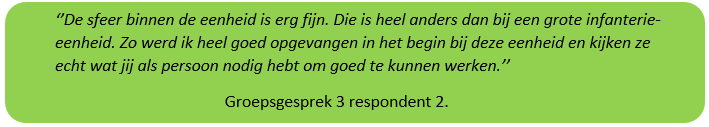 ‘’De sfeer binnen de eenheid is erg fijn. Die is heel anders dan bij een grote infanterie-
eenheid. Zo werd ik heel goed opgevangen in het begin bij deze eenheid en kijken ze
echt wat jij als persoon nodig hebt om goed te kunnen werken.’’
Groepsgesprek 3 respondent 2.